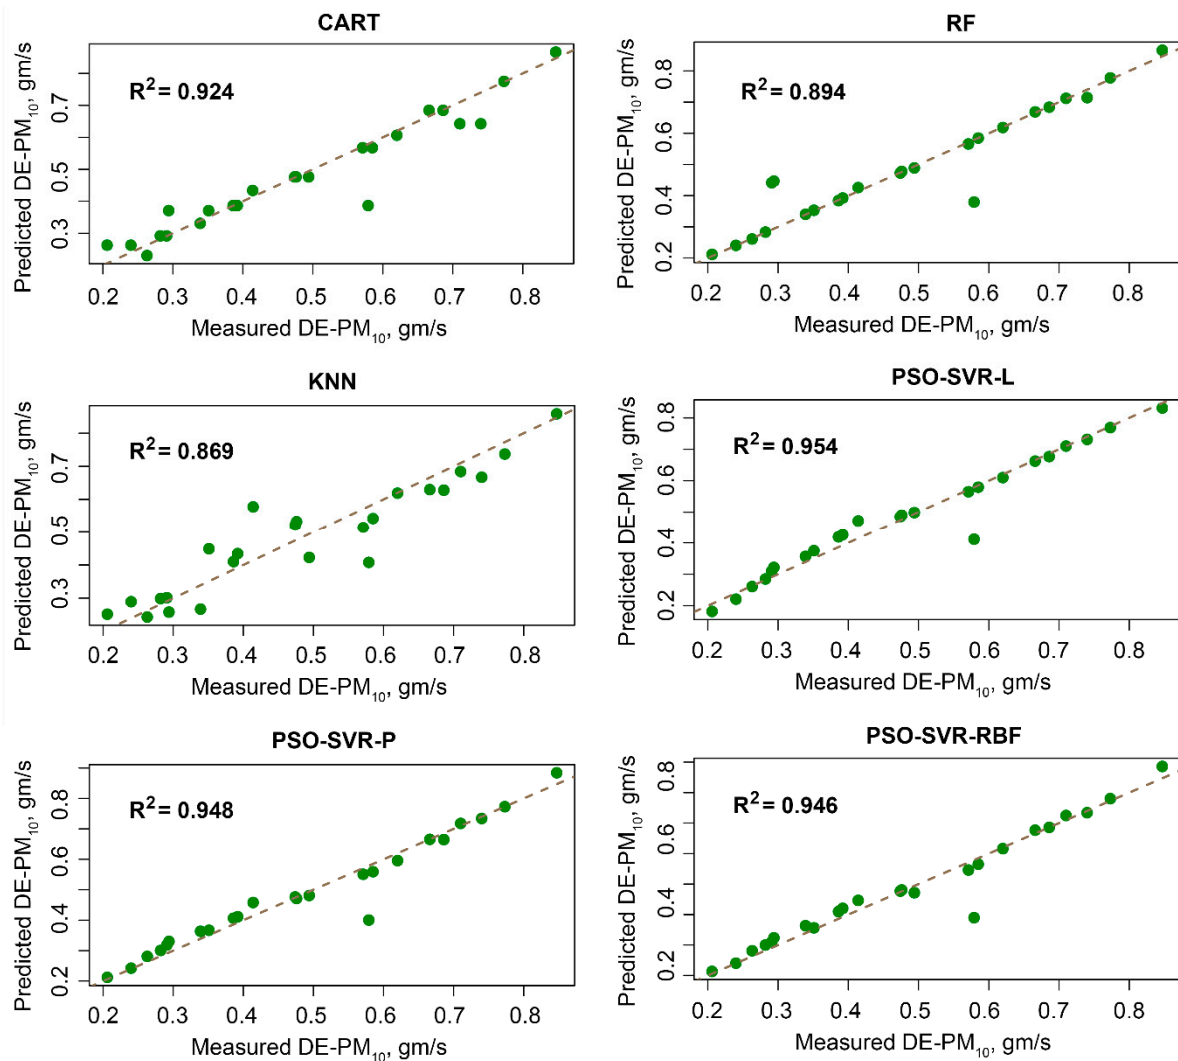 CART
Predicted DE-PM₁₀, gm/s
0.3 0.5 0.7
R² = 0.924
0.2 0.3 0.4 0.5 0.6 0.7 0.8
Measured DE-PM₁₀, gm/s
RF
Predicted DE-PM₁₀, gm/s
0.2 0.4 0.6 0.8
R² = 0.894
0.2 0.3 0.4 0.5 0.6 0.7 0.8
Measured DE-PM₁₀, gm/s
KNN
Predicted DE-PM₁₀, gm/s
0.3 0.5 0.7
R² = 0.869
0.2 0.3 0.4 0.5 0.6 0.7 0.8
Measured DE-PM₁₀, gm/s
PSO-SVR-L
Predicted DE-PM₁₀, gm/s
0.2 0.4 0.6 0.8
R² = 0.954
0.2 0.3 0.4 0.5 0.6 0.7 0.8
Measured DE-PM₁₀, gm/s
PSO-SVR-P
Predicted DE-PM₁₀, gm/s
0.2 0.4 0.6 0.8
R² = 0.948
0.2 0.3 0.4 0.5 0.6 0.7 0.8
Measured DE-PM₁₀, gm/s
PSO-SVR-RBF
Predicted DE-PM₁₀, gm/s
0.2 0.4 0.6 0.8
R² = 0.946
0.2 0.3 0.4 0.5 0.6 0.7 0.8
Measured DE-PM₁₀, gm/s